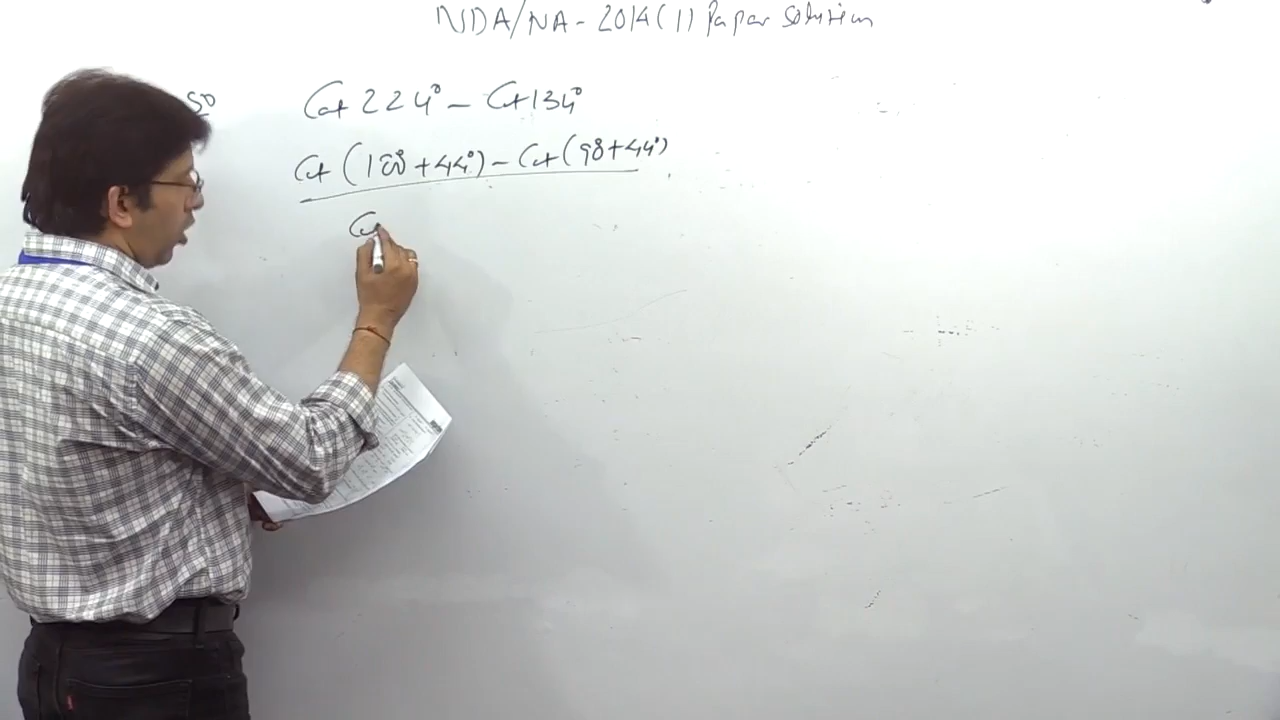 NDA/NA - 2014(1) Paper Solution
50
Cot 224° - Cot 134°
Cot (180° + 44°) - Cot (90° + 44°)
Cot